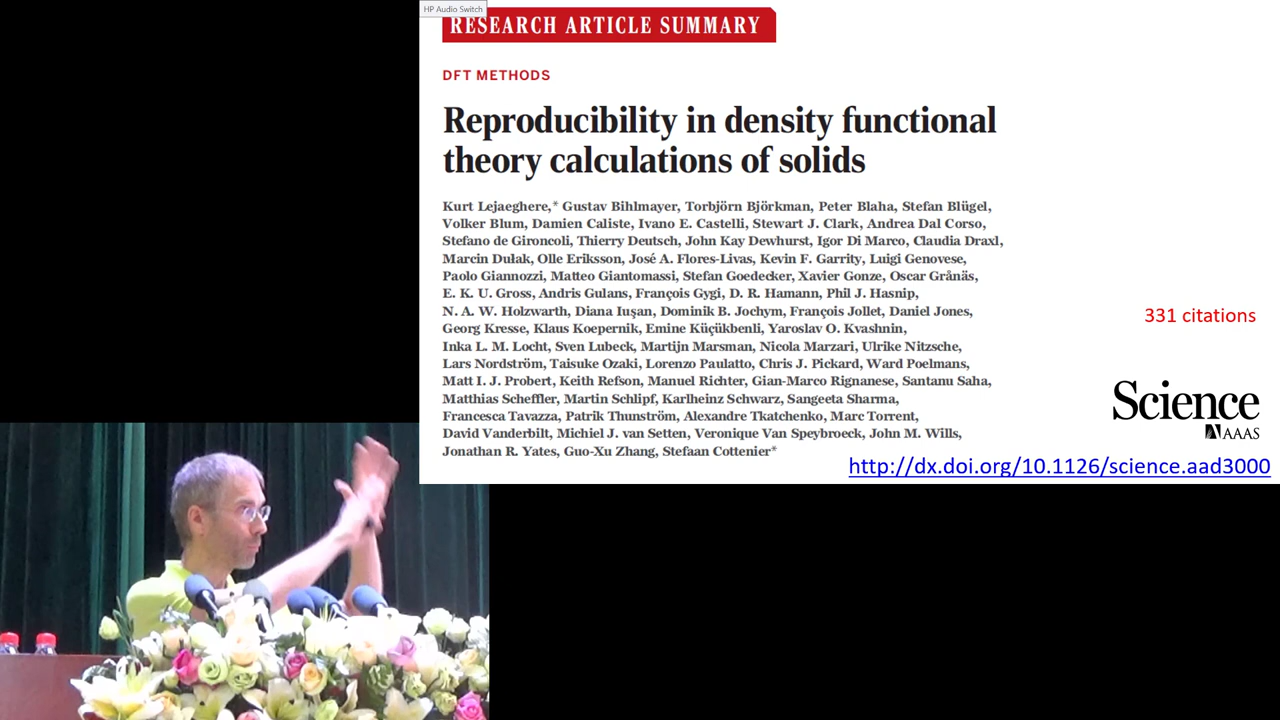 HP Audio Switch
RESEARCH ARTICLE SUMMARY
DFT METHODS
Reproducibility in density functional
theory calculations of solids
Kurt Lejaeghere,* Gustav Bihlmayer, Torbjörn Björkman, Peter Blaha, Stefan Blügel,
Volker Blum, Damien Caliste, Ivano E. Castelli, Stewart J. Clark, Andrea Dal Corso,
Stefano de Gironcoli, Thierry Deutsch, John Kay Dewhurst, Igor Di Marco, Claudia Draxl,
Marcin Dułak, Olle Eriksson, José A. Flores-Livas, Kevin F. Garrity, Luigi Genovese,
Paolo Giannozzi, Matteo Giantomassi, Stefan Goedecker, Xavier Gonze, Oscar Grånäs,
E. K. U. Gross, Andris Gulans, François Gygi, D. R. Hamann, Phil J. Hasnip,
N. A. W. Holzwarth, Diana Iuşan, Dominik B. Jochym, François Jollet, Daniel Jones,
Georg Kresse, Klaus Koepernik, Emine Küçükbenli, Yaroslav O. Kvashnin,
Inka L. M. Locht, Sven Lubeck, Martijn Marsman, Nicola Marzari, Ulrike Nitzsche,
Lars Nordström, Taisuke Ozaki, Lorenzo Paulatto, Chris J. Pickard, Ward Poelmans,
Matt I. J. Probert, Keith Refson, Manuel Richter, Gian-Marco Rignanese, Santanu Saha,
Matthias Scheffler, Martin Schlipf, Karlheinz Schwarz, Sangeeta Sharma,
Francesca Tavazza, Patrik Thunström, Alexandre Tkatchenko, Marc Torrent,
David Vanderbilt, Michiel J. van Setten, Veronique Van Speybroeck, John M. Wills,
Jonathan R. Yates, Guo-Xu Zhang, Stefaan Cottenier*
331 citations
Science
AAAS
http://dx.doi.org/10.1126/science.aad3000